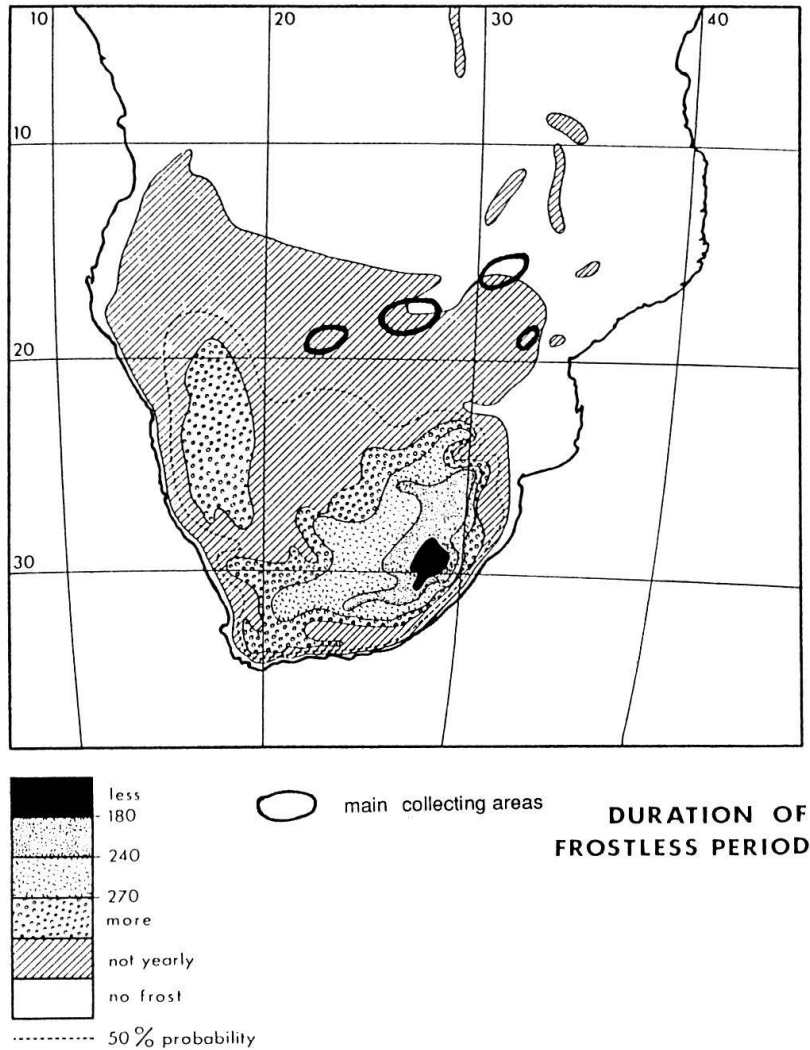 10 20 30 40
10
20
30
less
180
240
270
more
not yearly
no frost
50% probability
main collecting areas
DURATION OF
FROSTLESS PERIOD